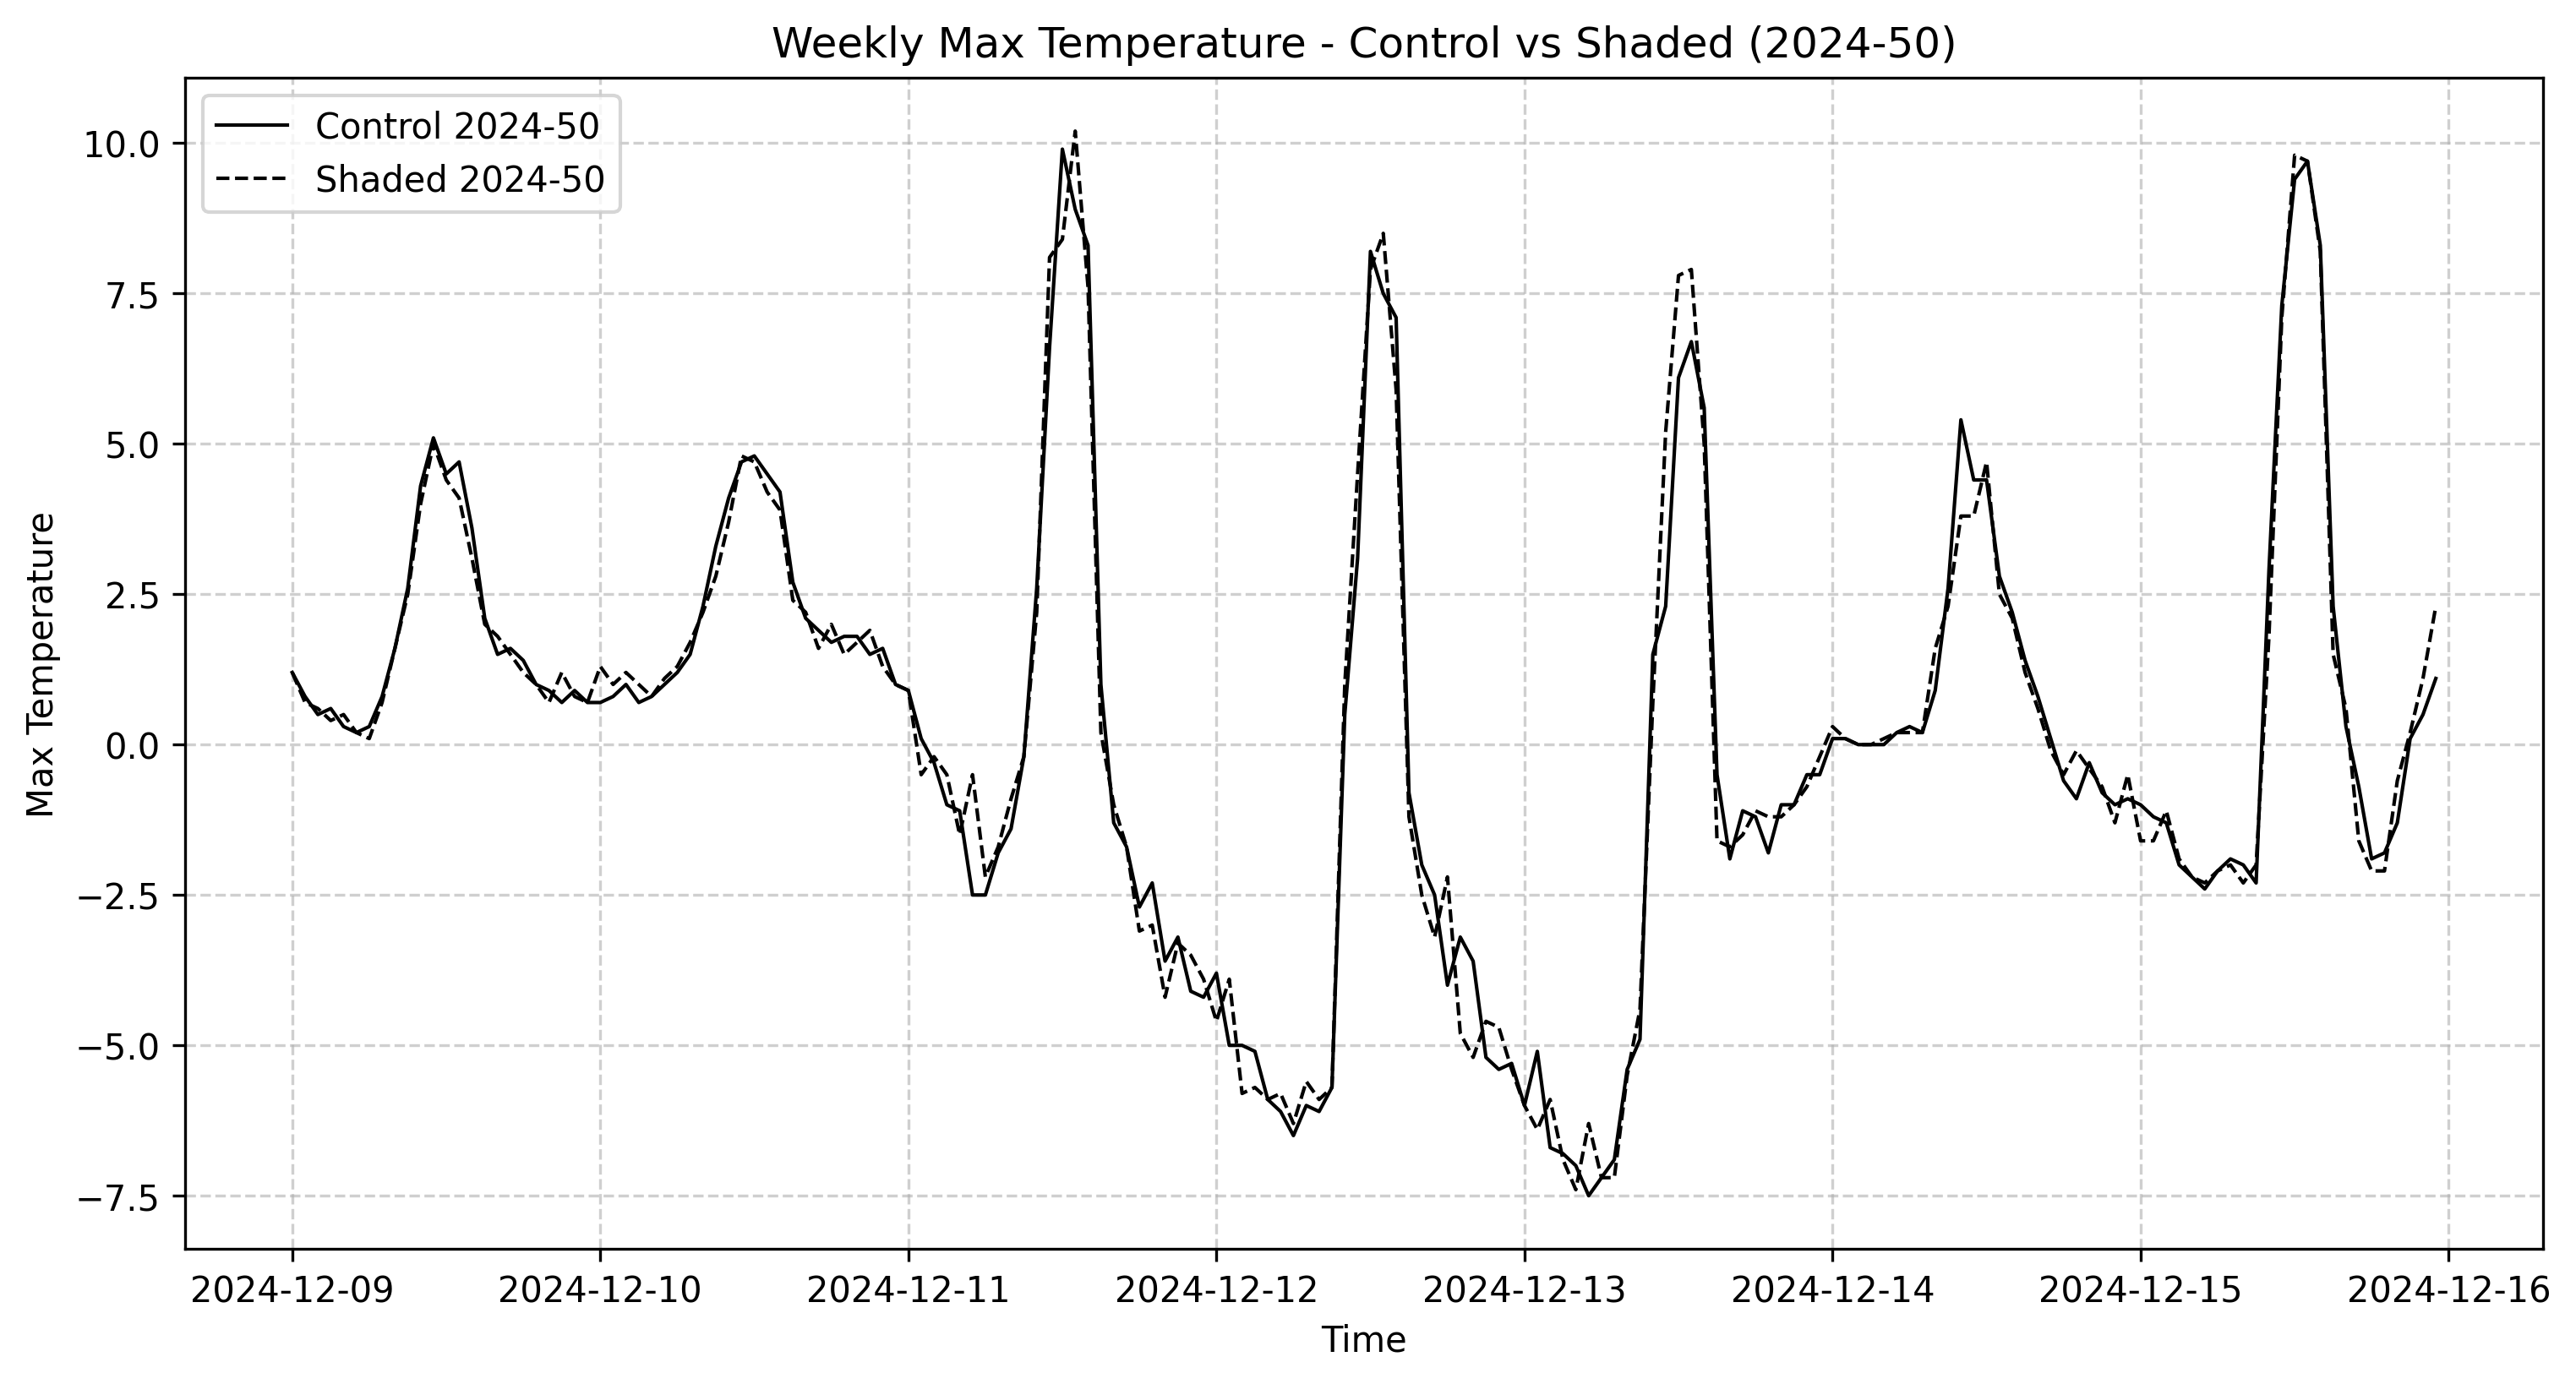 Weekly Max Temperature - Control vs Shaded (2024-50)
Control 2024-50
Shaded 2024-50
Max Temperature
10.0
7.5
5.0
2.5
0.0
−2.5
−5.0
−7.5
2024-12-09 2024-12-10 2024-12-11 2024-12-12 2024-12-13 2024-12-14 2024-12-15 2024-12-16
Time